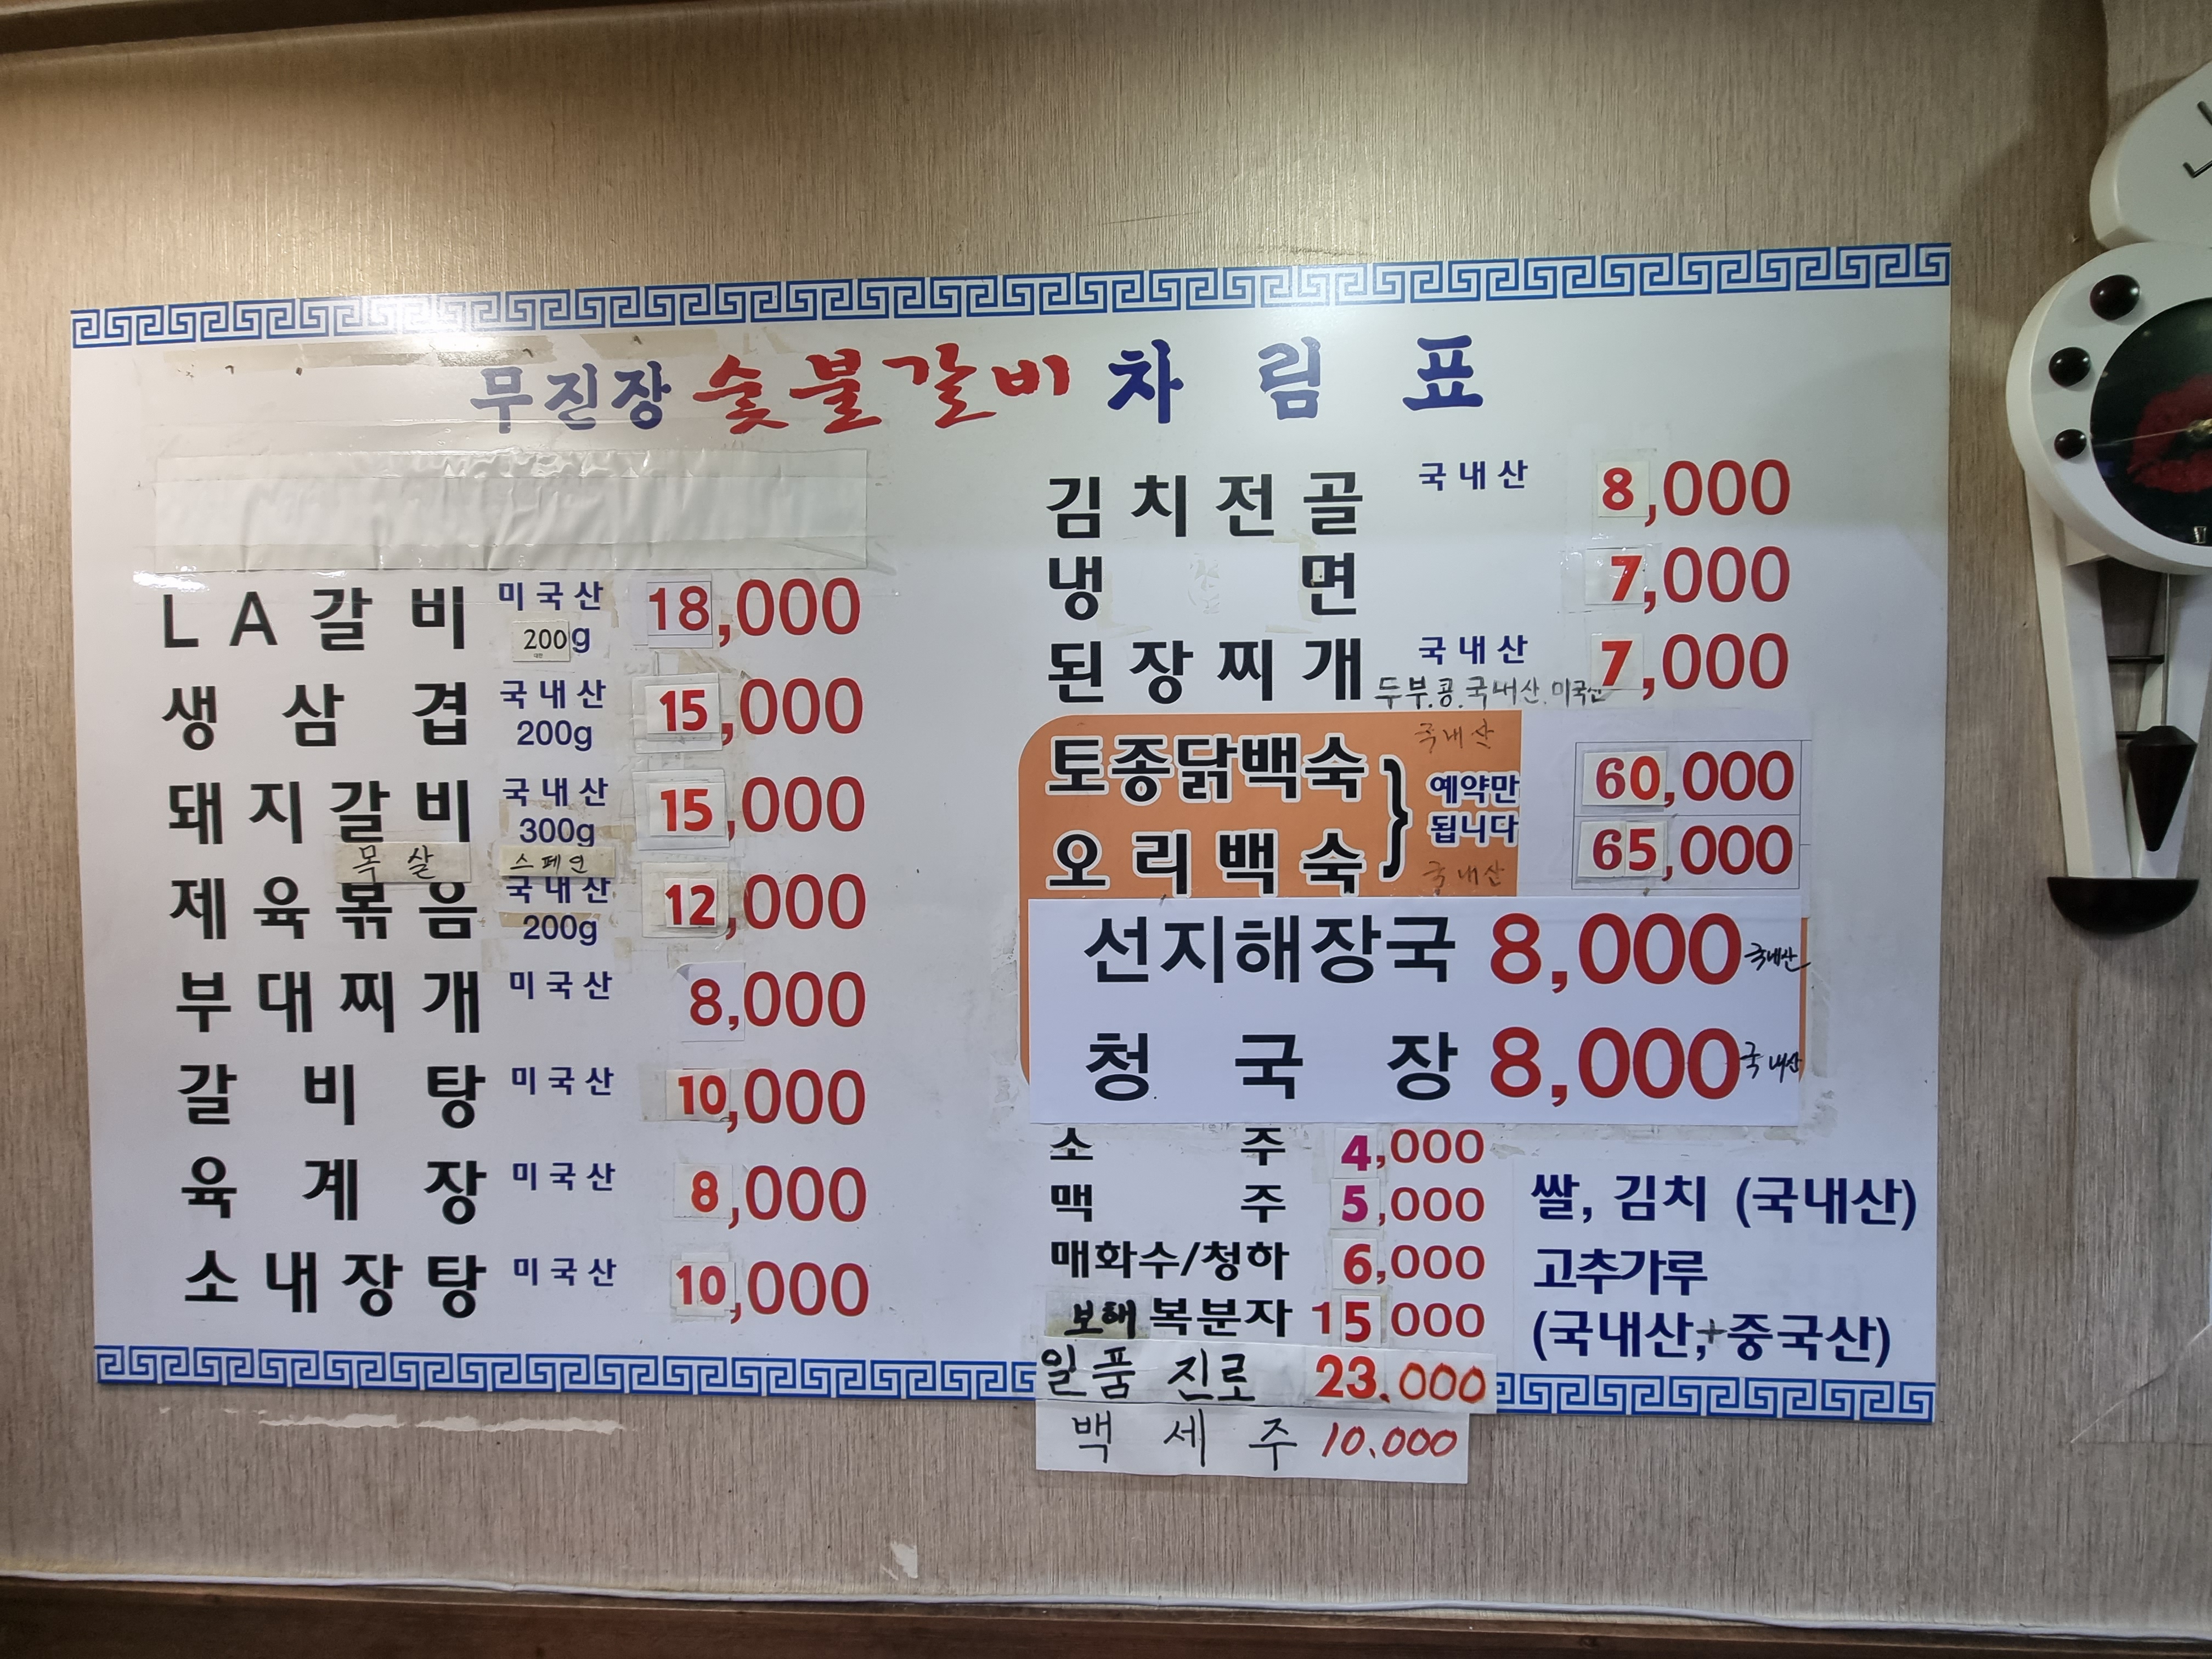 무진장 숯불갈비 차림표
LA갈비 미국산 200g 18,000
생삼겹 국내산 200g 15,000
돼지갈비 국내산 300g 15,000
목살 스페인
제육볶음 국내산 200g 12,000
부대찌개 미국산 8,000
갈비탕 미국산 10,000
육계장 미국산 8,000
소내장탕 미국산 10,000
김치전골 국내산 8,000
냉면 7,000
된장찌개 국내산 7,000
두부.콩.국내산.미국산
토종닭백숙 국내산 60,000
예약만 됩니다
오리백숙 국내산 65,000
선지해장국 8,000 국내산
청국장 8,000 국내산
소주 4,000
맥주 5,000
매화수/청하 6,000
보해 복분자 15 000
일품 진로 23.000
백세주 10.000
쌀, 김치 (국내산)
고추가루
(국내산,+중국산)